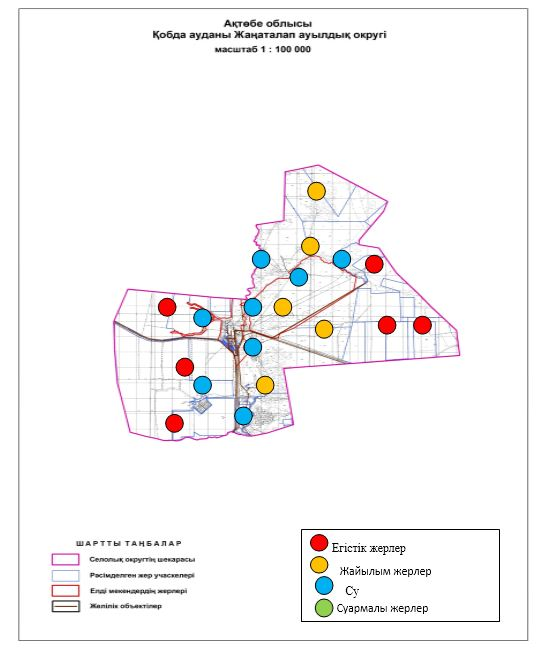 Ақтөбе облысы
Қобда ауданы Жаңаталап ауылдық округі
масштаб 1 : 100 000
ШАРТТЫ ТАҢБАЛАР
Селолық округтің шекарасы
Рәсімделген жер учаскелері
Елді мекендердің жерлері
Желілік объектілер
Егістік жерлер
Жайылым жерлер
Су
Суармалы жерлер